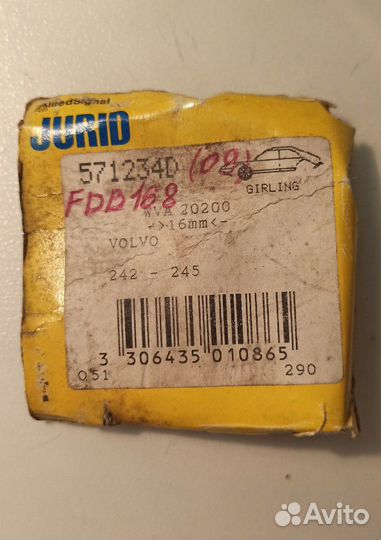 AlliedSignal
JURID
571234D (09)
GIRLING
FDB168
WVA 20200
->16mm<-
VOLVO
242 - 245
3 306435 010865
051 290
Avito